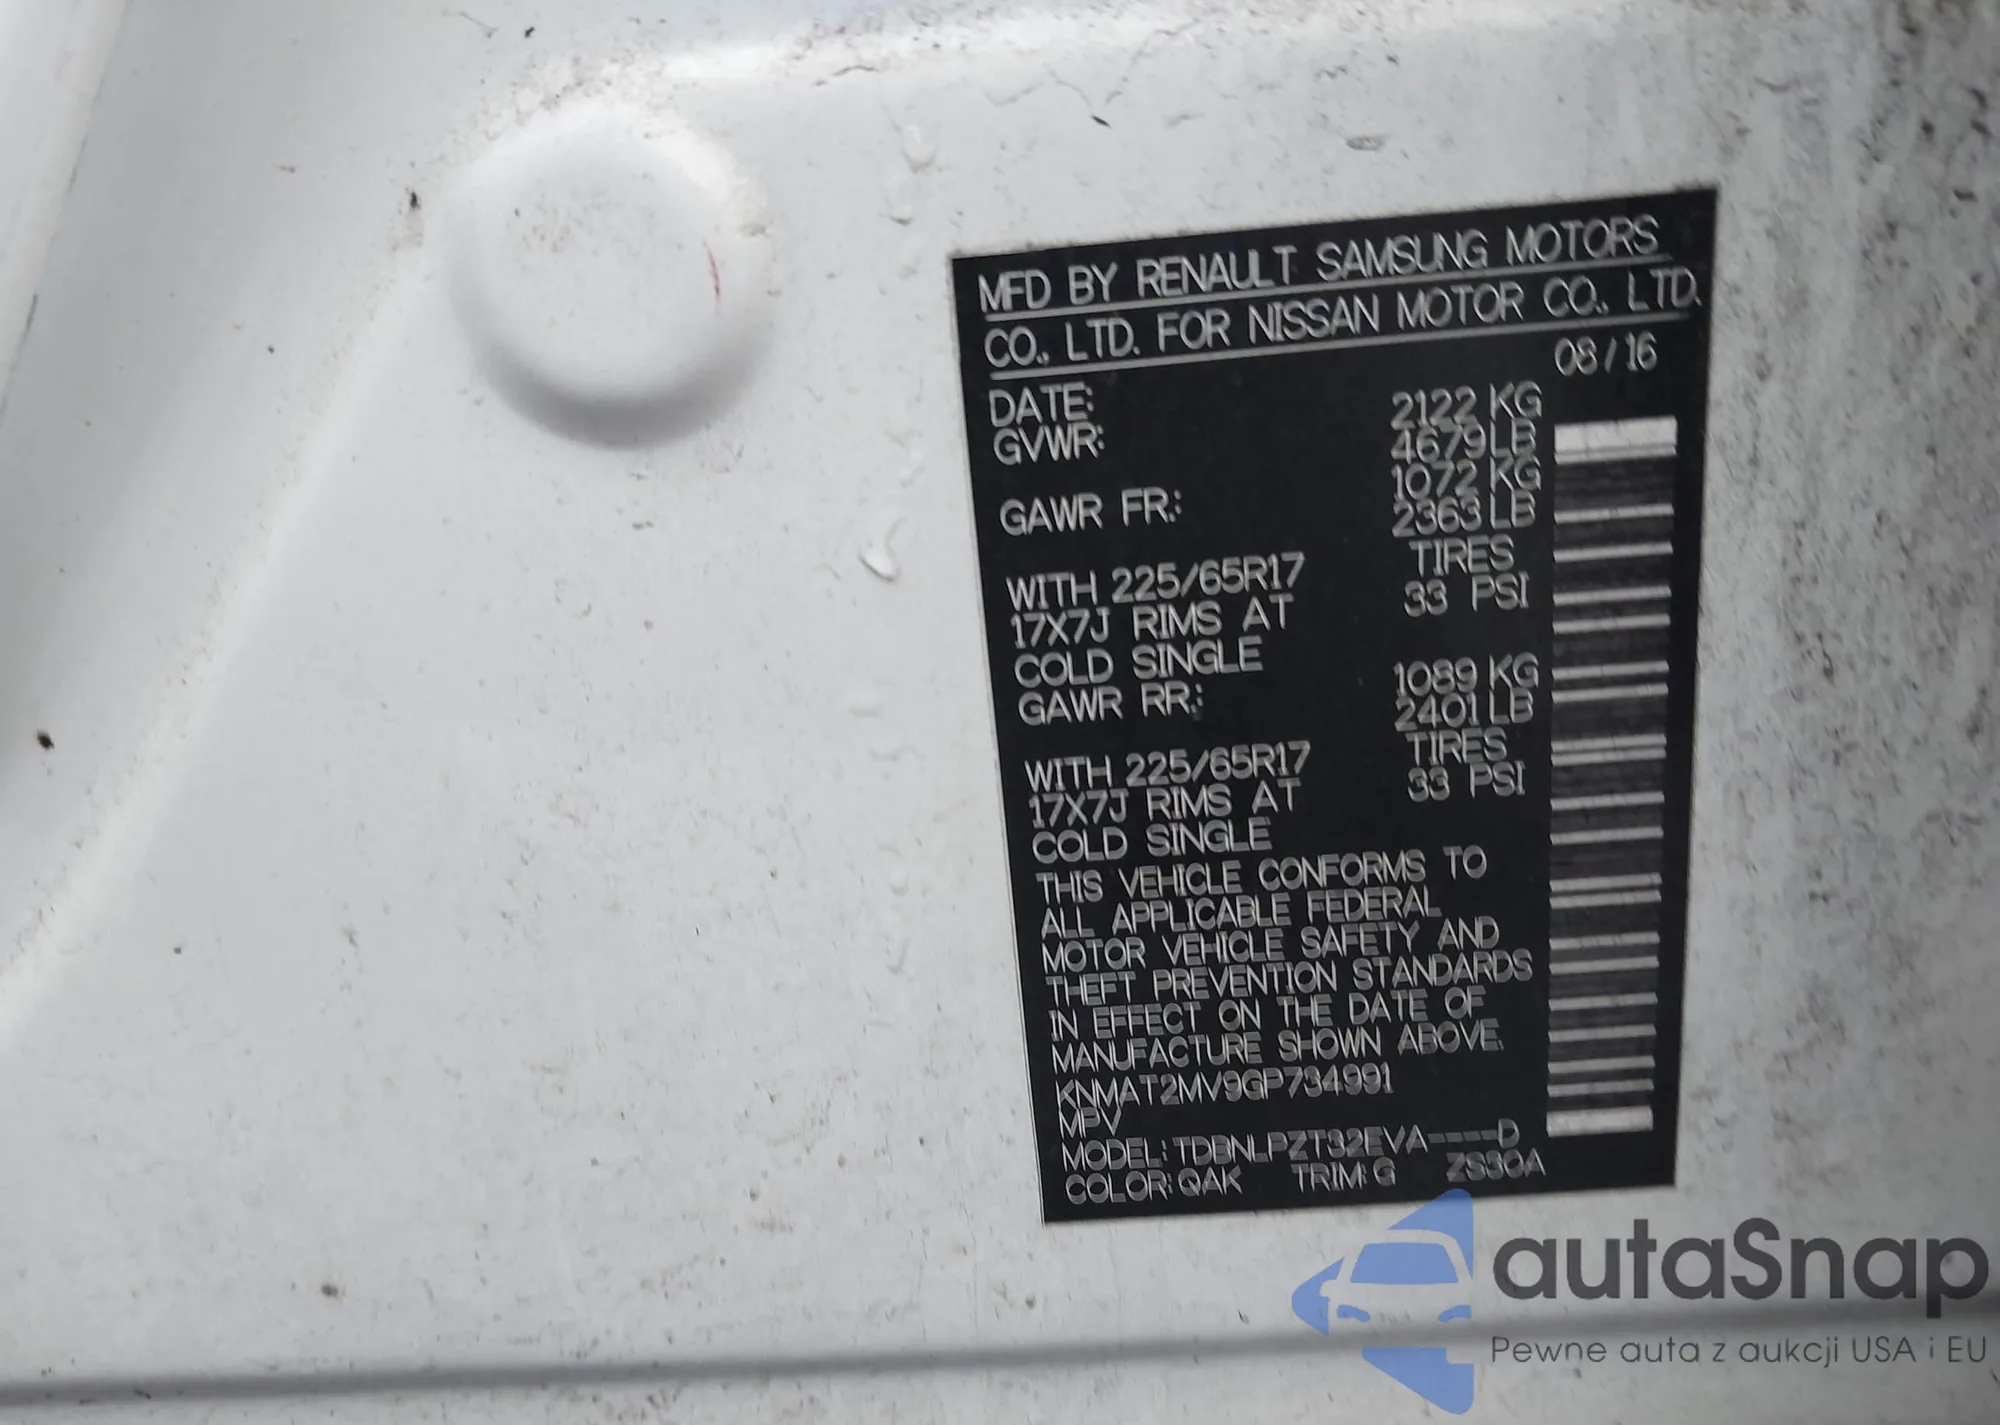 MFD BY RENAULT SAMSUNG MOTORS
CO., LTD. FOR NISSAN MOTOR CO., LTD.
DATE: 08/16
GVWR: 2122 KG
4679 LB
GAWR FR.: 1072 KG
2363 LB
WITH 225/65R17 TIRES
17X7J RIMS AT 33 PSI
COLD SINGLE
GAWR RR.: 1089 KG
2401 LB
WITH 225/65R17 TIRES
17X7J RIMS AT 33 PSI
COLD SINGLE
THIS VEHICLE CONFORMS TO
ALL APPLICABLE FEDERAL
MOTOR VEHICLE SAFETY AND
THEFT PREVENTION STANDARDS
IN EFFECT ON THE DATE OF
MANUFACTURE SHOWN ABOVE.
KNMAT2MV9GP734991
MPV
MODEL: TDBNLPZT32EVA----D
COLOR: QAK TRIM: G ZS30A
autaSnap
Pewne auta z aukcji USA i EU